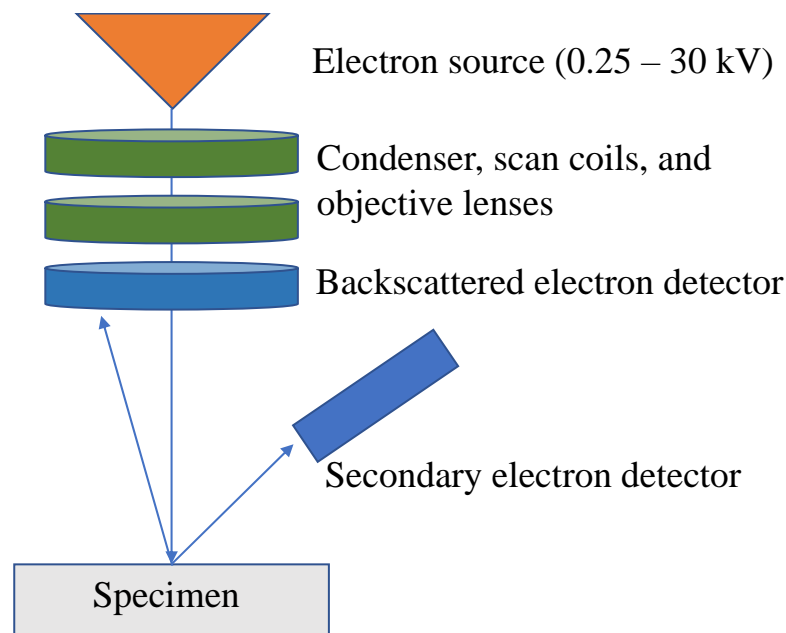 Electron source (0.25 – 30 kV)
Condenser, scan coils, and
objective lenses
Backscattered electron detector
Secondary electron detector
Specimen